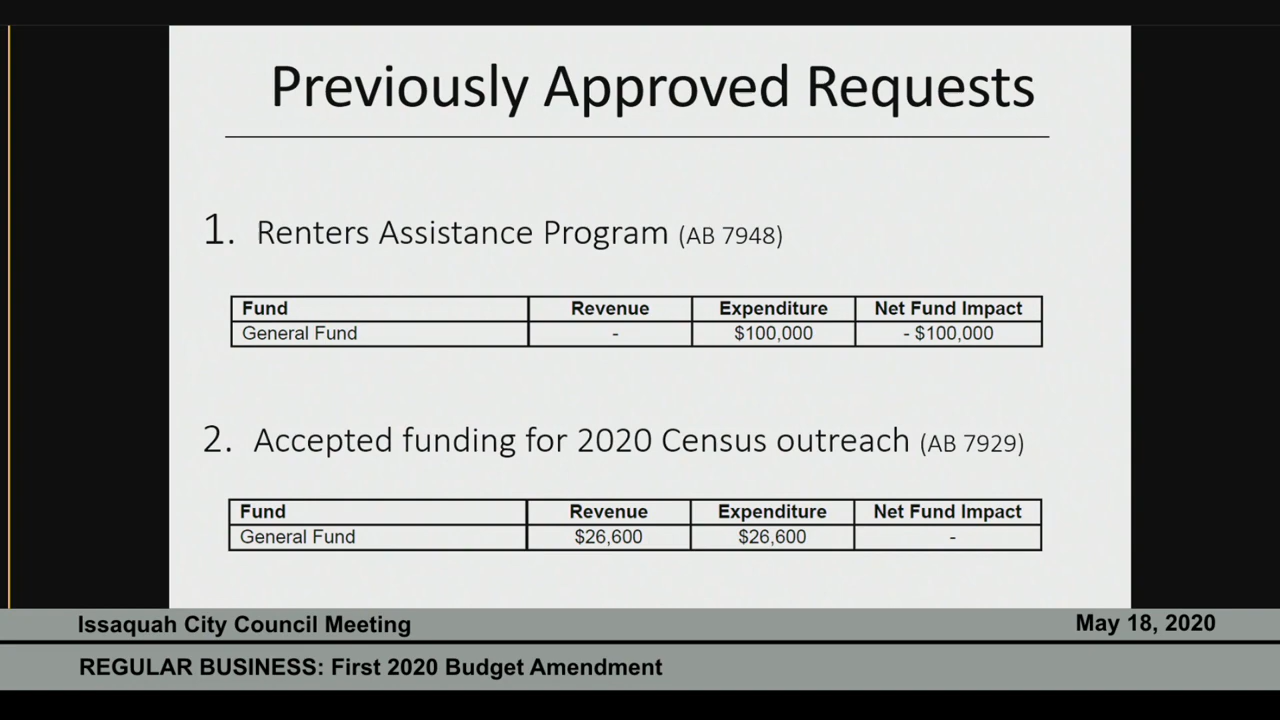 Previously Approved Requests
1. Renters Assistance Program (AB 7948)
Fund Revenue Expenditure Net Fund Impact
General Fund - $100,000 - $100,000
2. Accepted funding for 2020 Census outreach (AB 7929)
Fund Revenue Expenditure Net Fund Impact
General Fund $26,600 $26,600 -
Issaquah City Council Meeting May 18, 2020
REGULAR BUSINESS: First 2020 Budget Amendment